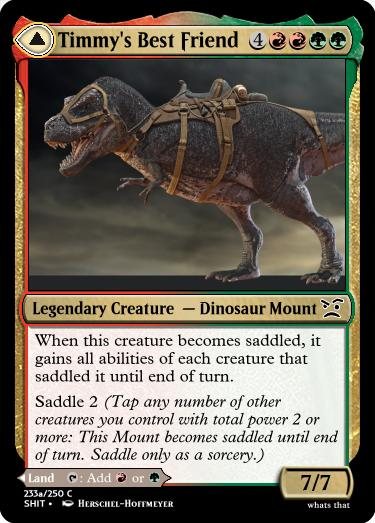 Timmy's Best Friend 4
Legendary Creature — Dinosaur Mount
When this creature becomes saddled, it
gains all abilities of each creature that
saddled it until end of turn.
Saddle 2 (Tap any number of other
creatures you control with total power 2 or
more: This Mount becomes saddled until end
of turn. Saddle only as a sorcery.)
Land : Add or
7/7
233a/250 C
SHIT • Herschel-Hoffmeyer
whats that